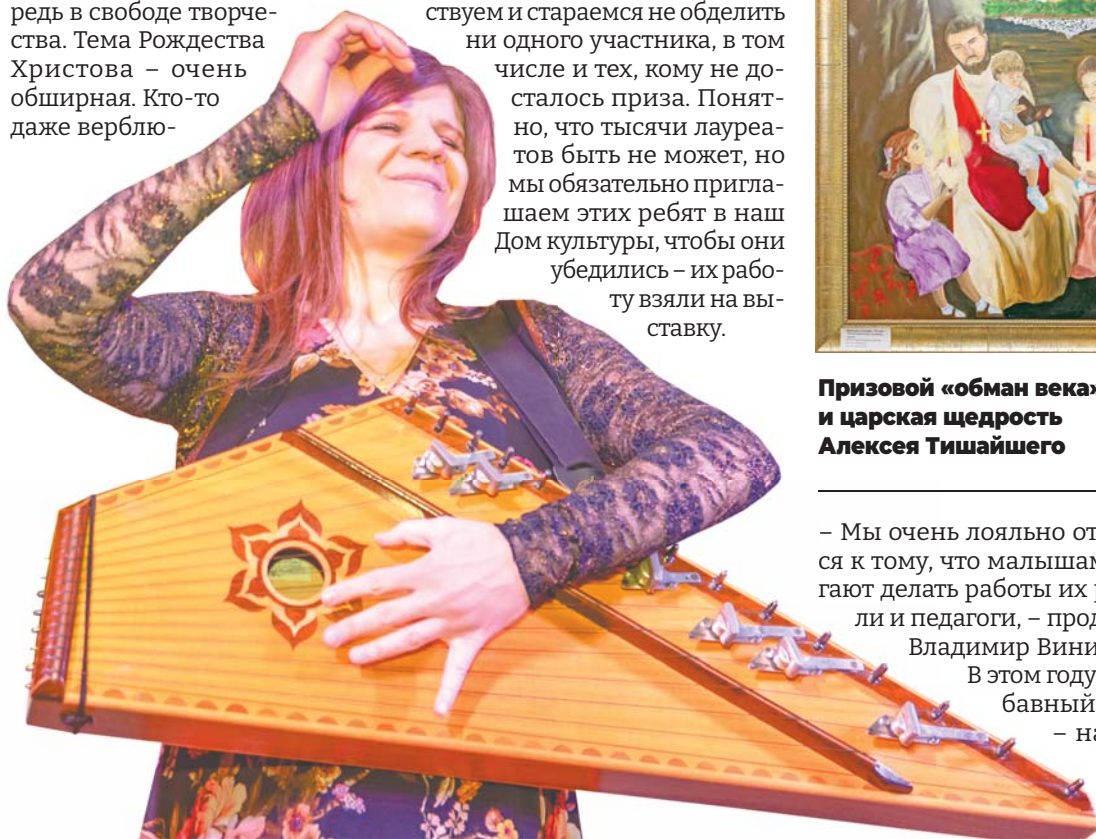 редь в свободе творче-
ства. Тема Рождества
Христова – очень
обширная. Кто-то
даже верблю-
ствуем и стараемся не обделить
ни одного участника, в том
числе и тех, кому не до-
сталось приза. Понят-
но, что тысячи лауреа-
тов быть не может, но
мы обязательно пригла-
шаем этих ребят в наш
Дом культуры, чтобы они
убедились – их рабо-
ту взяли на вы-
ставку.
Призовой «обман века»
и царская щедрость
Алексея Тишайшего
– Мы очень лояльно от
ся к тому, что малышам
гают делать работы их
ли и педагоги, – прод
Владимир Вини
В этом году
бавный
– на